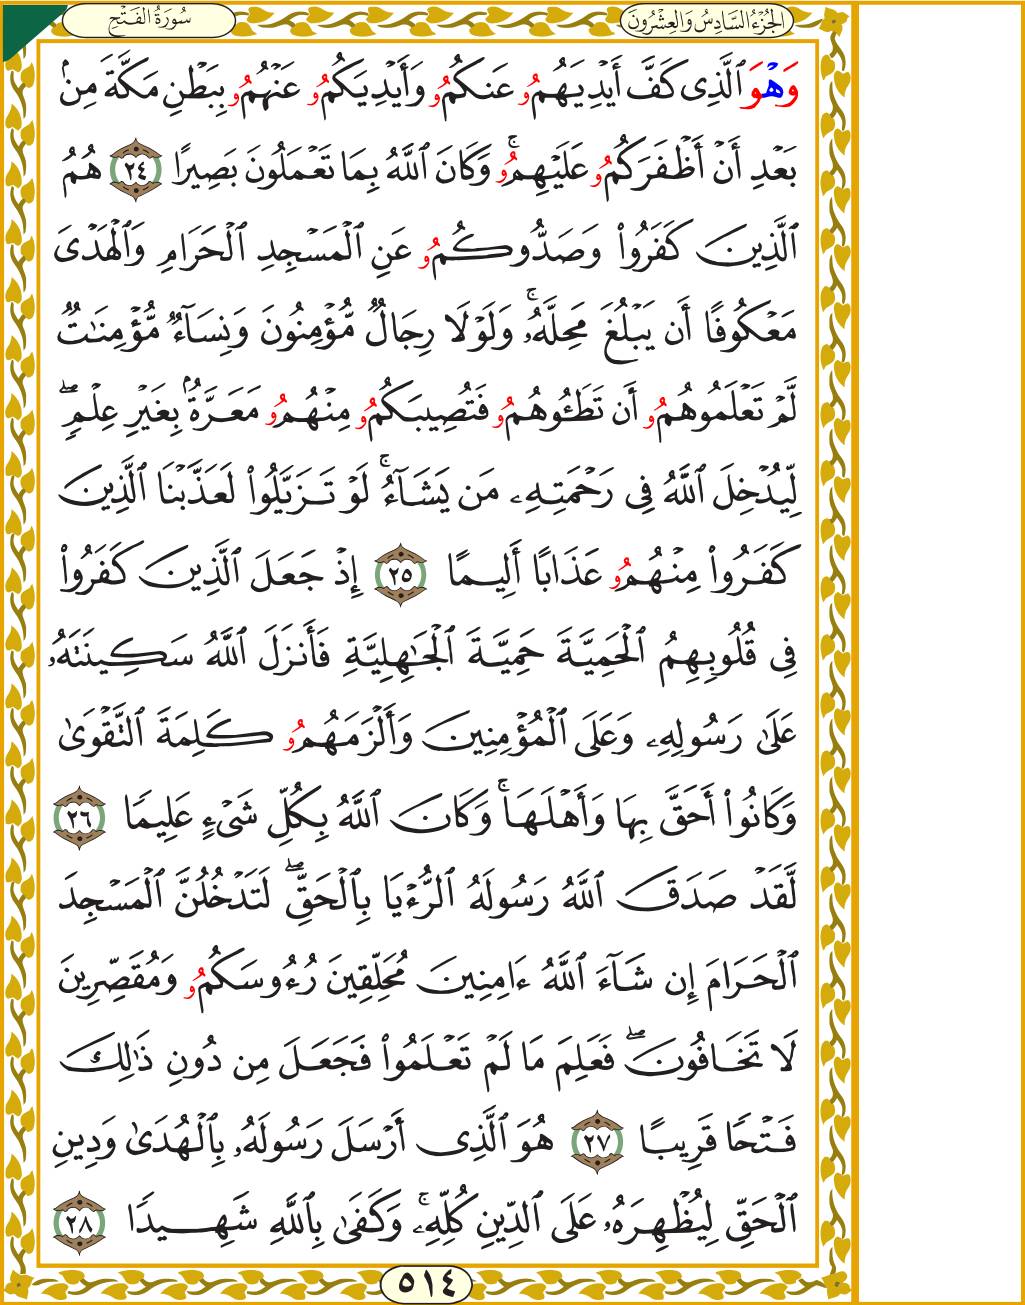 الجُزْءُ السَّادِسُ وَالعِشْرُونَ
سُورَةُ الفَتْحِ
وَهْوَ ٱلَّذِى كَفَّ أَيْدِيَهُمُۥ عَنكُمُۥ وَأَيْدِيَكُمُۥ عَنْهُمُۥ بِبَطْنِ مَكَّةَ مِنۢ
بَعْدِ أَنْ أَظْفَرَكُمُۥ عَلَيْهِمُۥۚ وَكَانَ ٱللَّهُ بِمَا تَعْمَلُونَ بَصِيرًا ٢٤ هُمُ
ٱلَّذِينَ كَفَرُوا۟ وَصَدُّوكُمُۥ عَنِ ٱلْمَسْجِدِ ٱلْحَرَامِ وَٱلْهَدْىَ
مَعْكُوفًا أَن يَبْلُغَ مَحِلَّهُۥۚ وَلَوْلَا رِجَالٌ مُّؤْمِنُونَ وَنِسَآءٌ مُّؤْمِنَـٰتٌ
لَّمْ تَعْلَمُوهُمُۥ أَن تَطَـُٔوهُمُۥ فَتُصِيبَكُمُۥ مِنْهُمُۥ مَعَرَّةٌۢ بِغَيْرِ عِلْمٍۖ
لِّيُدْخِلَ ٱللَّهُ فِى رَحْمَتِهِۦ مَن يَشَآءُۚ لَوْ تَزَيَّلُوا۟ لَعَذَّبْنَا ٱلَّذِينَ
كَفَرُوا۟ مِنْهُمُۥ عَذَابًا أَلِيمًا ٢٥ إِذْ جَعَلَ ٱلَّذِينَ كَفَرُوا۟
فِى قُلُوبِهِمُ ٱلْحَمِيَّةَ حَمِيَّةَ ٱلْجَـٰهِلِيَّةِ فَأَنزَلَ ٱللَّهُ سَكِينَتَهُۥ
عَلَىٰ رَسُولِهِۦ وَعَلَى ٱلْمُؤْمِنِينَ وَأَلْزَمَهُمُۥ كَلِمَةَ ٱلتَّقْوَىٰ
وَكَانُوٓا۟ أَحَقَّ بِهَا وَأَهْلَهَاۚ وَكَانَ ٱللَّهُ بِكُلِّ شَىْءٍ عَلِيمًا ٢٦
لَّقَدْ صَدَقَ ٱللَّهُ رَسُولَهُ ٱلرُّءْيَا بِٱلْحَقِّۖ لَتَدْخُلُنَّ ٱلْمَسْجِدَ
ٱلْحَرَامَ إِن شَآءَ ٱللَّهُ ءَامِنِينَ مُحَلِّقِينَ رُءُوسَكُمُۥ وَمُقَصِّرِينَ
لَا تَخَافُونَۖ فَعَلِمَ مَا لَمْ تَعْلَمُوا۟ فَجَعَلَ مِن دُونِ ذَٰلِكَ
فَتْحًا قَرِيبًا ٢٧ هُوَ ٱلَّذِىٓ أَرْسَلَ رَسُولَهُۥ بِٱلْهُدَىٰ وَدِينِ
ٱلْحَقِّ لِيُظْهِرَهُۥ عَلَى ٱلدِّينِ كُلِّهِۦۚ وَكَفَىٰ بِٱللَّهِ شَهِيدًا ٢٨
٥١٤